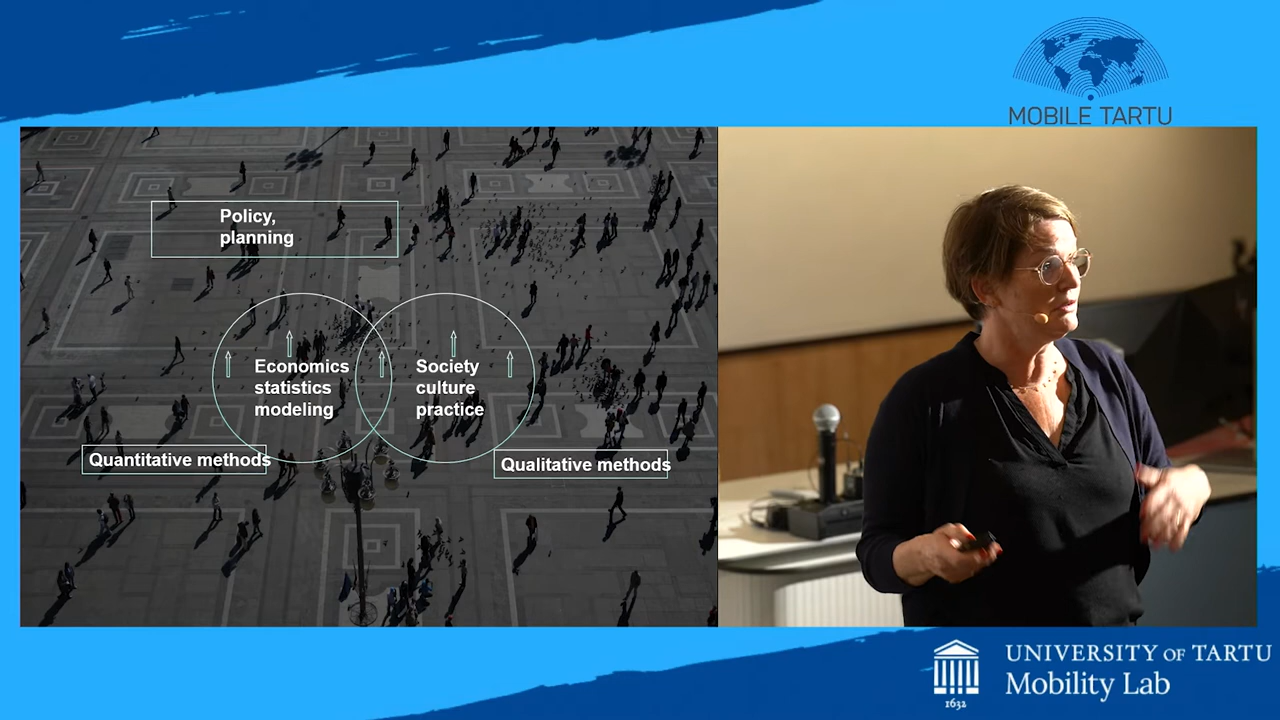 MOBILE TARTU
Policy,
planning
Economics
statistics
modeling
Society
culture
practice
Quantitative methods
Qualitative methods
UNIVERSITY OF TARTU
Mobility Lab
1632